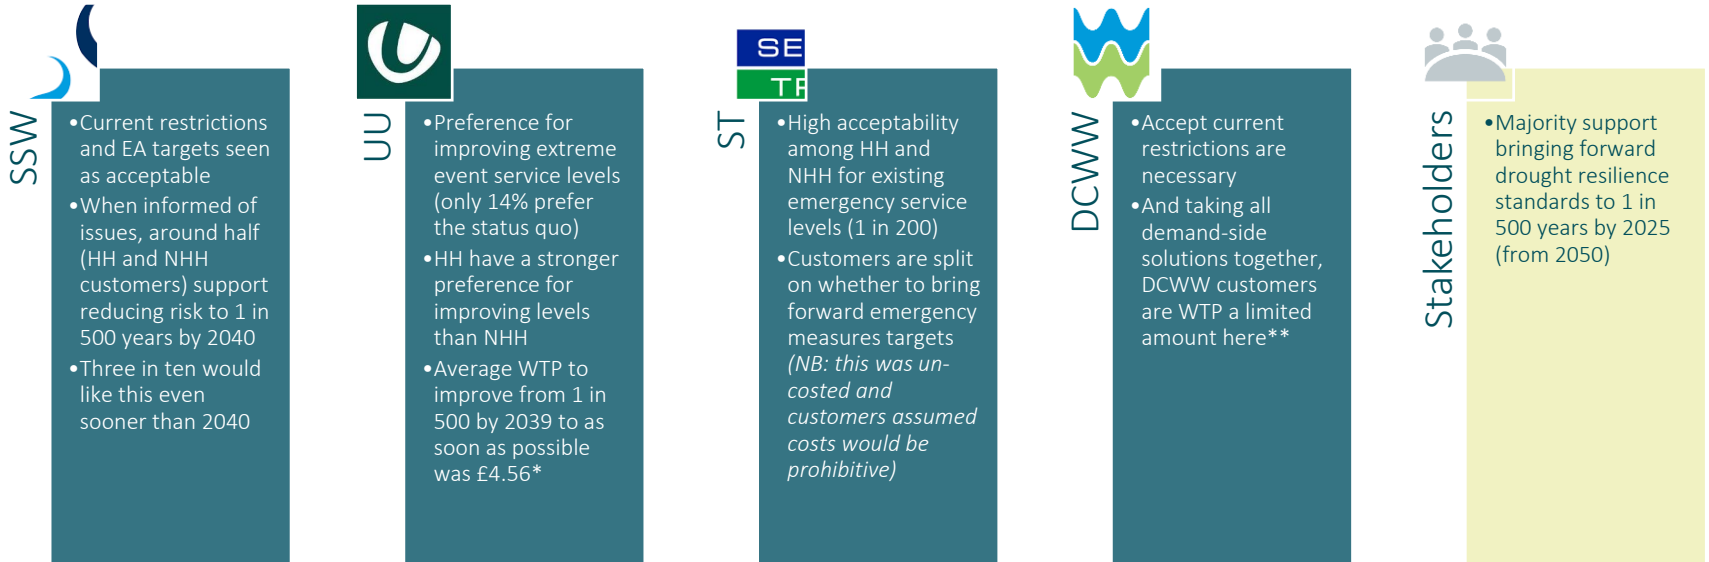 SSW
•Current restrictions
and EA targets seen
as acceptable
•When informed of
issues, around half
(HH and NHH
customers) support
reducing risk to 1 in
500 years by 2040
•Three in ten would
like this even
sooner than 2040
UU
•Preference for
improving extreme
event service levels
(only 14% prefer
the status quo)
•HH have a stronger
preference for
improving levels
than NHH
•Average WTP to
improve from 1 in
500 by 2039 to as
soon as possible
was £4.56*
SE
TR
ST
•High acceptability
among HH and
NHH for existing
emergency service
levels (1 in 200)
•Customers are split
on whether to bring
forward emergency
measures targets
(NB: this was un-
costed and
customers assumed
costs would be
prohibitive)
DCWW
•Accept current
restrictions are
necessary
•And taking all
demand-side
solutions together,
DCWW customers
are WTP a limited
amount here**
Stakeholders
•Majority support
bringing forward
drought resilience
standards to 1 in
500 years by 2025
(from 2050)